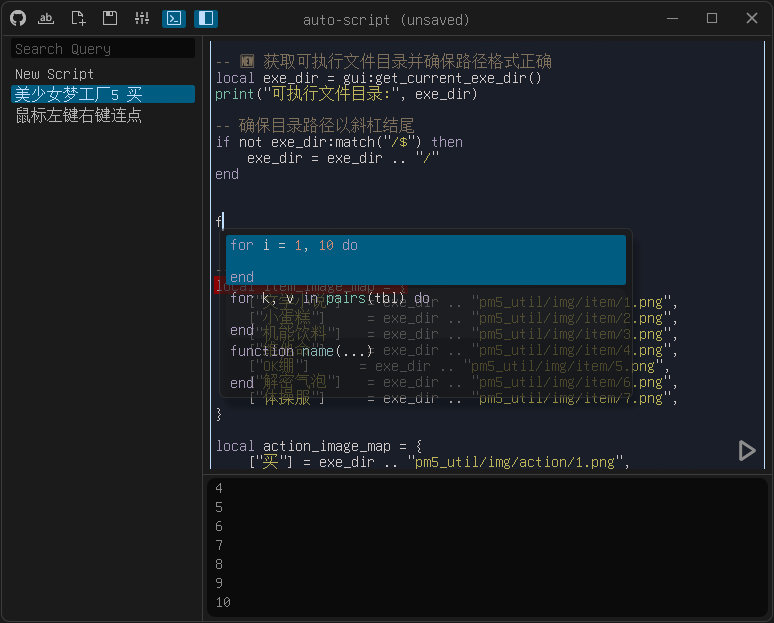 ab
auto-script (unsaved)
Search Query
New Script
美少女梦工厂5 买
鼠标左键右键连点
-- 获取可执行文件目录并确保路径格式正确
local exe_dir = gui:get_current_exe_dir()
print("可执行文件目录:", exe_dir)
-- 确保目录路径以斜杠结尾
if not exe_dir:match("/$") then
exe_dir = exe_dir .. "/"
end
f
for i = 1, 10 do
end
for k, v in pairs(tbl) do
end
function name(...)
end
local item_image_map = {
["文学小说"] = exe_dir .. "pm5_util/img/item/1.png",
["小蛋糕"] = exe_dir .. "pm5_util/img/item/2.png",
["机能饮料"] = exe_dir .. "pm5_util/img/item/3.png",
= exe_dir .. "pm5_util/img/item/4.png",
["OK绷"] = exe_dir .. "pm5_util/img/item/5.png",
["解密气泡"] = exe_dir .. "pm5_util/img/item/6.png",
["体操服"] = exe_dir .. "pm5_util/img/item/7.png",
}
local action_image_map = {
["买"] = exe_dir .. "pm5_util/img/action/1.png",
4
5
6
7
8
9
10